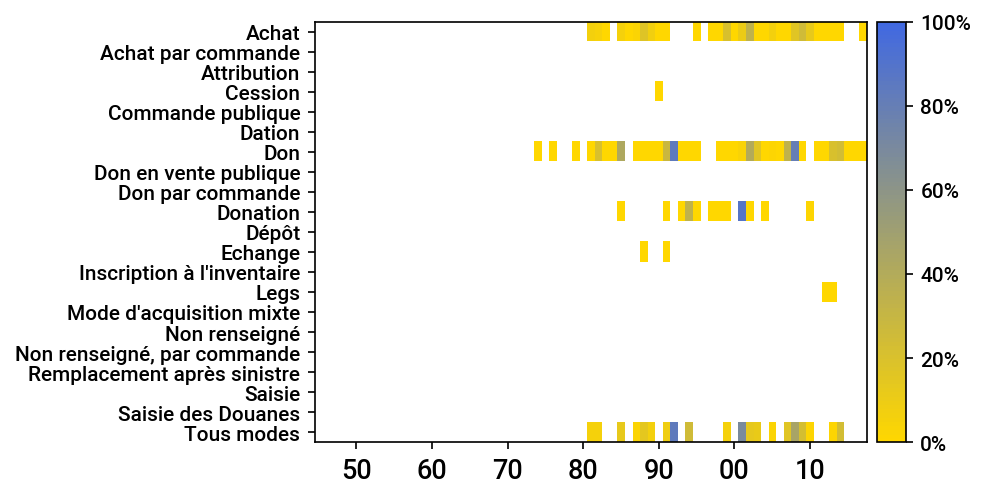 Achat
Achat par commande
Attribution
Cession
Commande publique
Dation
Don
Don en vente publique
Don par commande
Donation
Dépôt
Echange
Inscription à l'inventaire
Legs
Mode d'acquisition mixte
Non renseigné
Non renseigné, par commande
Remplacement après sinistre
Saisie
Saisie des Douanes
Tous modes
50 60 70 80 90 00 10
100%
80%
60%
40%
20%
0%